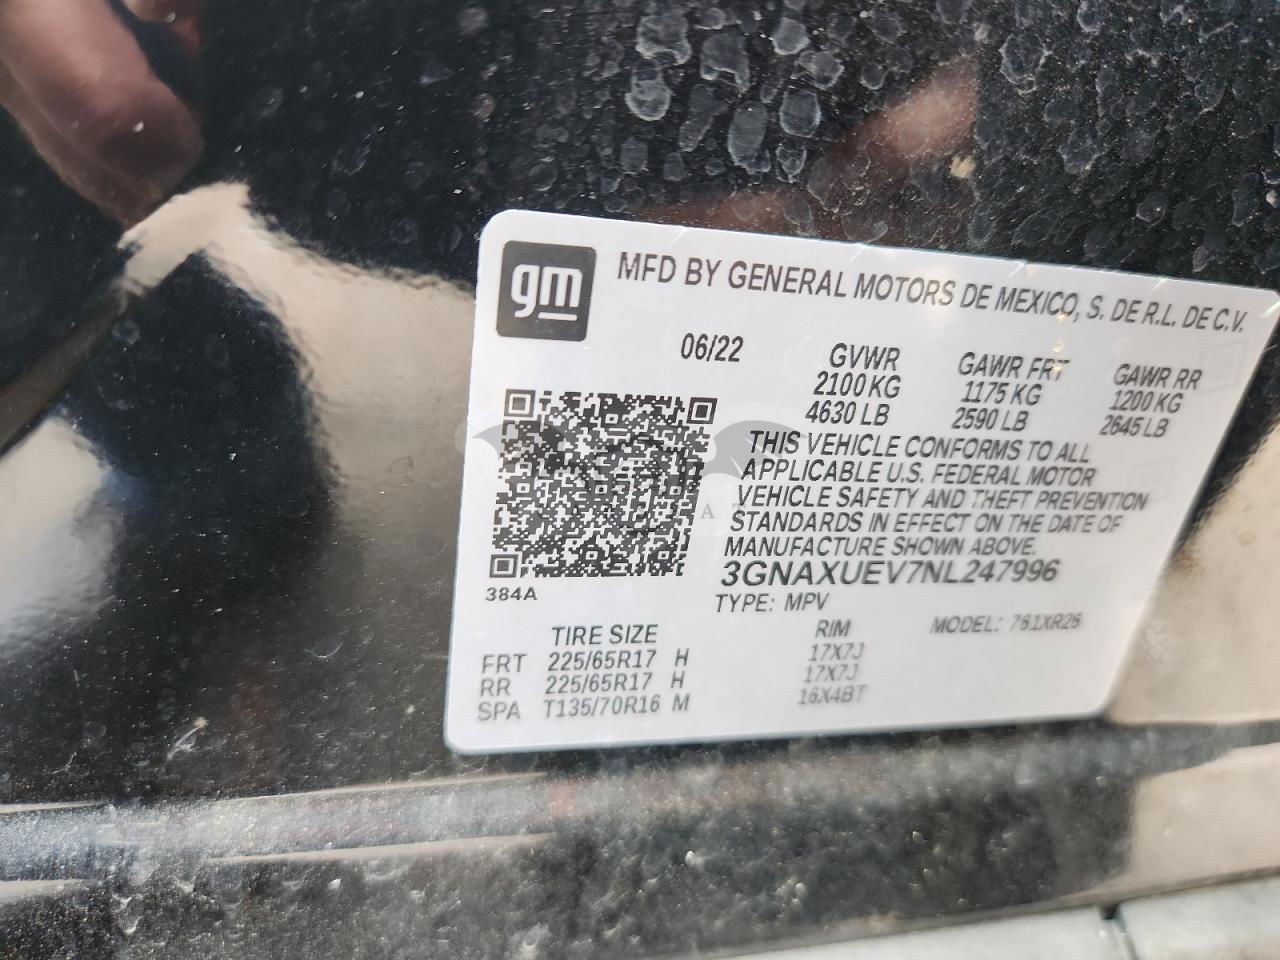 gm
MFD BY GENERAL MOTORS DE MEXICO, S. DE R.L. DE C.V.
06/22 GVWR GAWR FRT GAWR RR
2100 KG 1175 KG 1200 KG
4630 LB 2590 LB 2645 LB
THIS VEHICLE CONFORMS TO ALL
APPLICABLE U.S. FEDERAL MOTOR
VEHICLE SAFETY AND THEFT PREVENTION
STANDARDS IN EFFECT ON THE DATE OF
MANUFACTURE SHOWN ABOVE.
3GNAXUEV7NL247996
384A
TYPE: MPV
TIRE SIZE RIM MODEL: 761XR26
FRT 225/65R17 H 17X7J
RR 225/65R17 H 17X7J
SPA T135/70R16 M 16X4BT